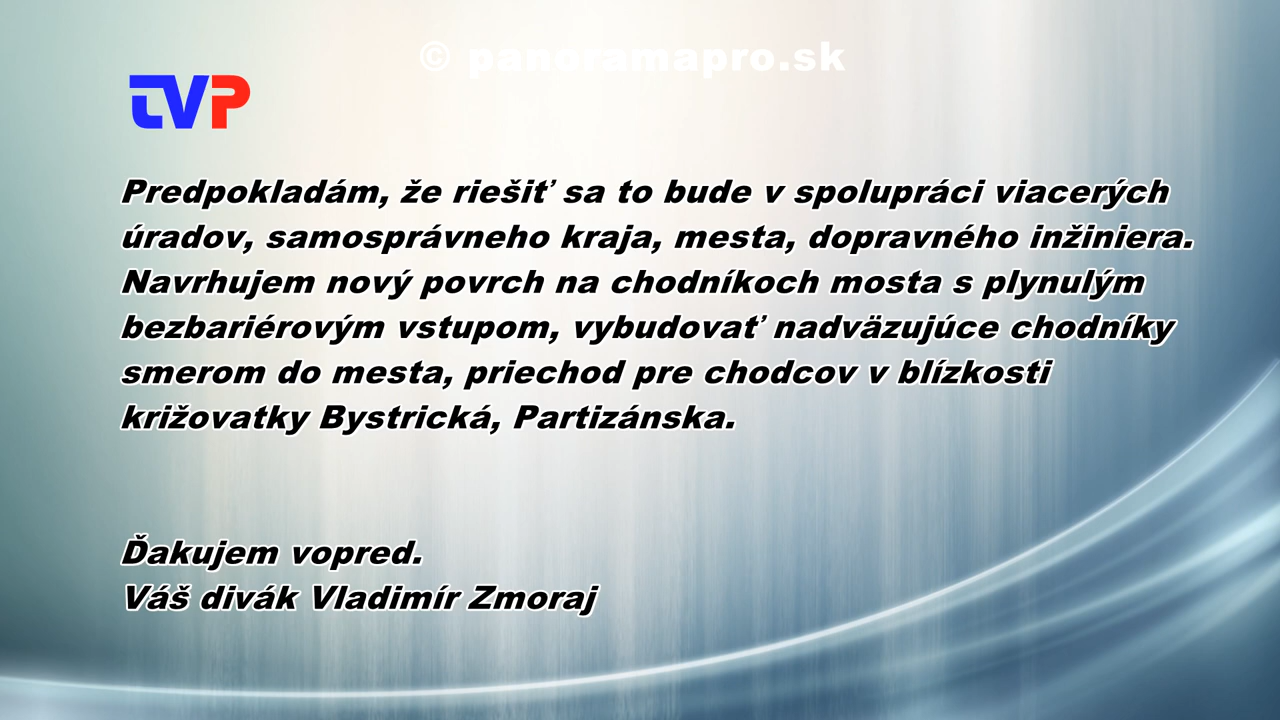 © panoramapro.sk
TVP
Predpokladám, že riešiť sa to bude v spolupráci viacerých
úradov, samosprávneho kraja, mesta, dopravného inžiniera.
Navrhujem nový povrch na chodníkoch mosta s plynulým
bezbariérovým vstupom, vybudovať nadväzujúce chodníky
smerom do mesta, priechod pre chodcov v blízkosti
križovatky Bystrická, Partizánska.
Ďakujem vopred.
Váš divák Vladimír Zmoraj